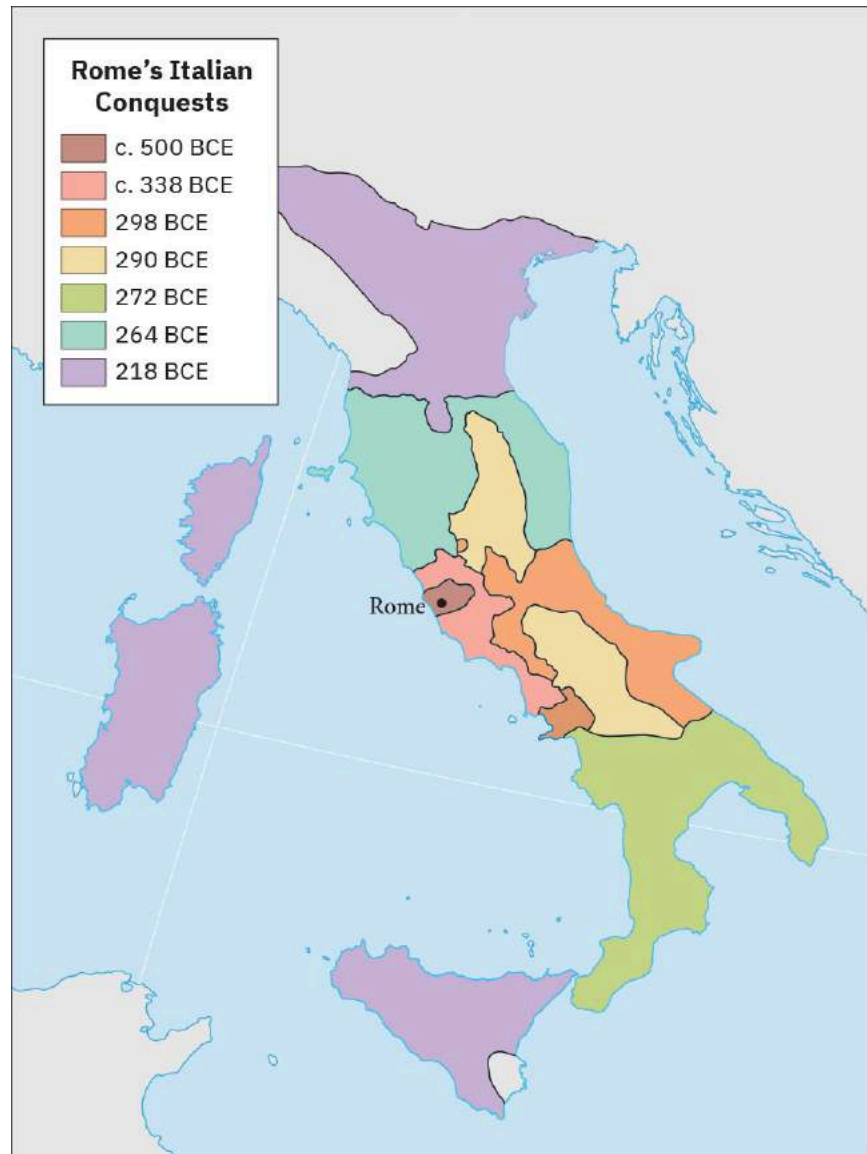 Rome's Italian
Conquests
c. 500 BCE
c. 338 BCE
298 BCE
290 BCE
272 BCE
264 BCE
218 BCE
Rome